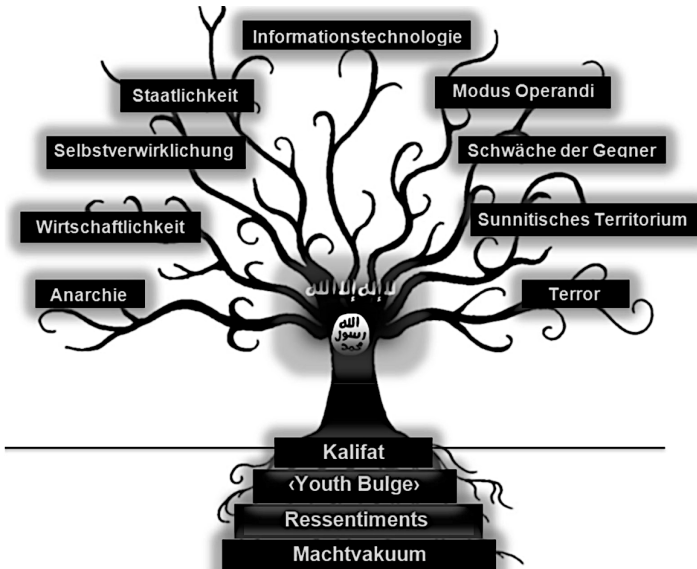 Informationstechnologie
Staatlichkeit
Modus Operandi
Selbstverwirklichung
Schwäche der Gegner
Wirtschaftlichkeit
Sunnitisches Territorium
Anarchie
لا إله إلا الله
Terror
الله
رسول
محمد
Kalifat
‹Youth Bulge›
Ressentiments
Machtvakuum